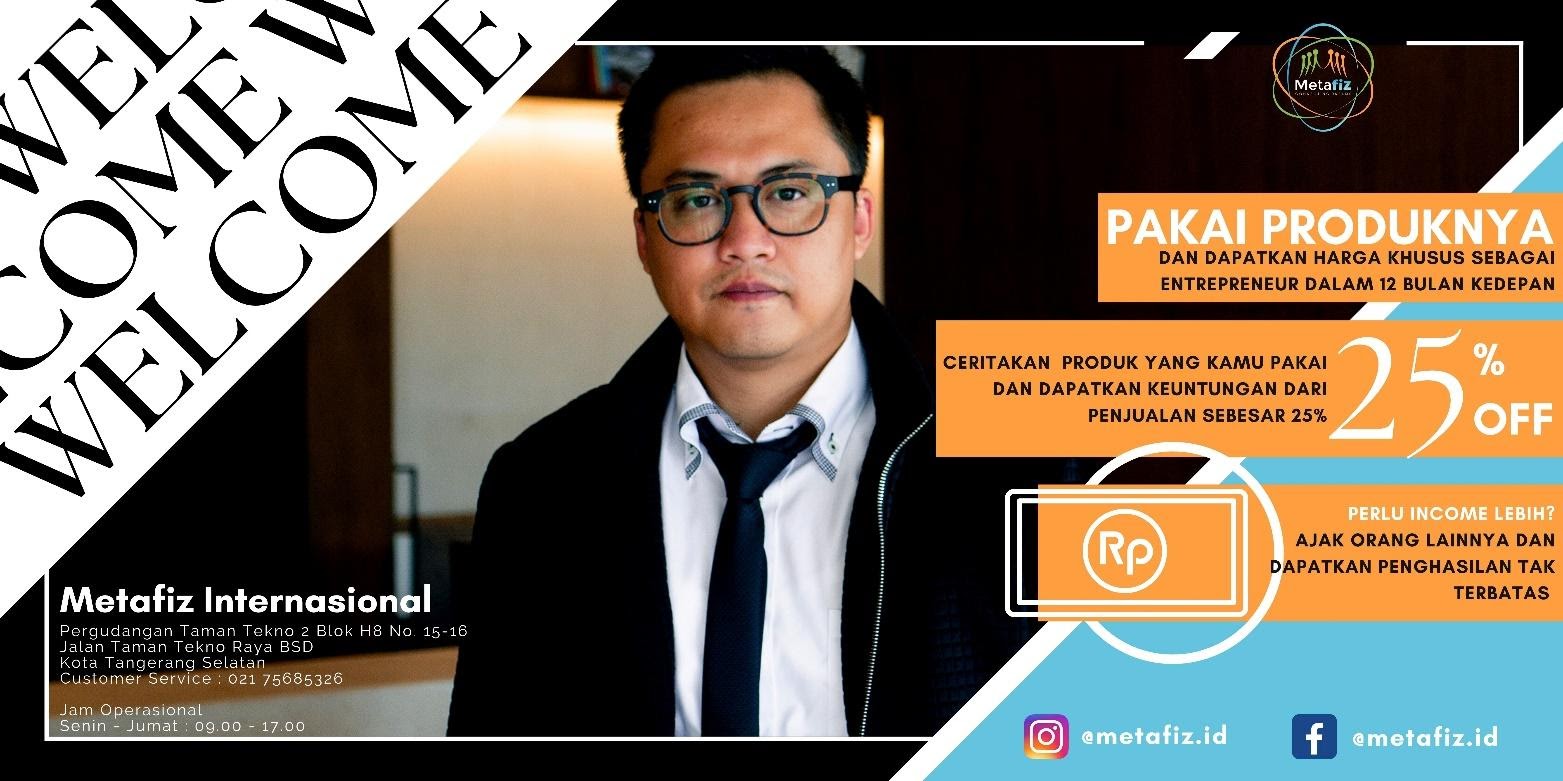 WELCOME W
COME
WELCOME
Metafiz
PAKAI PRODUKNYA
DAN DAPATKAN HARGA KHUSUS SEBAGAI
ENTREPRENEUR DALAM 12 BULAN KEDEPAN
CERITAKAN PRODUK YANG KAMU PAKAI
DAN DAPATKAN KEUNTUNGAN DARI
PENJUALAN SEBESAR 25%
25% OFF
PERLU INCOME LEBIH?
AJAK ORANG LAINNYA DAN
DAPATKAN PENGHASILAN TAK
TERBATAS
Rp
Metafiz Internasional
Pergudangan Taman Tekno 2 Blok H8 No. 15-16
Jalan Taman Tekno Raya BSD
Kota Tangerang Selatan
Customer Service : 021 75685326
Jam Operasional
Senin - Jumat : 09.00 - 17.00
@metafiz.id
@metafiz.id